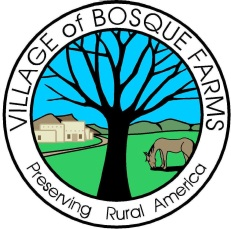 VILLAGE of BOSQUE FARMS
Preserving Rural America